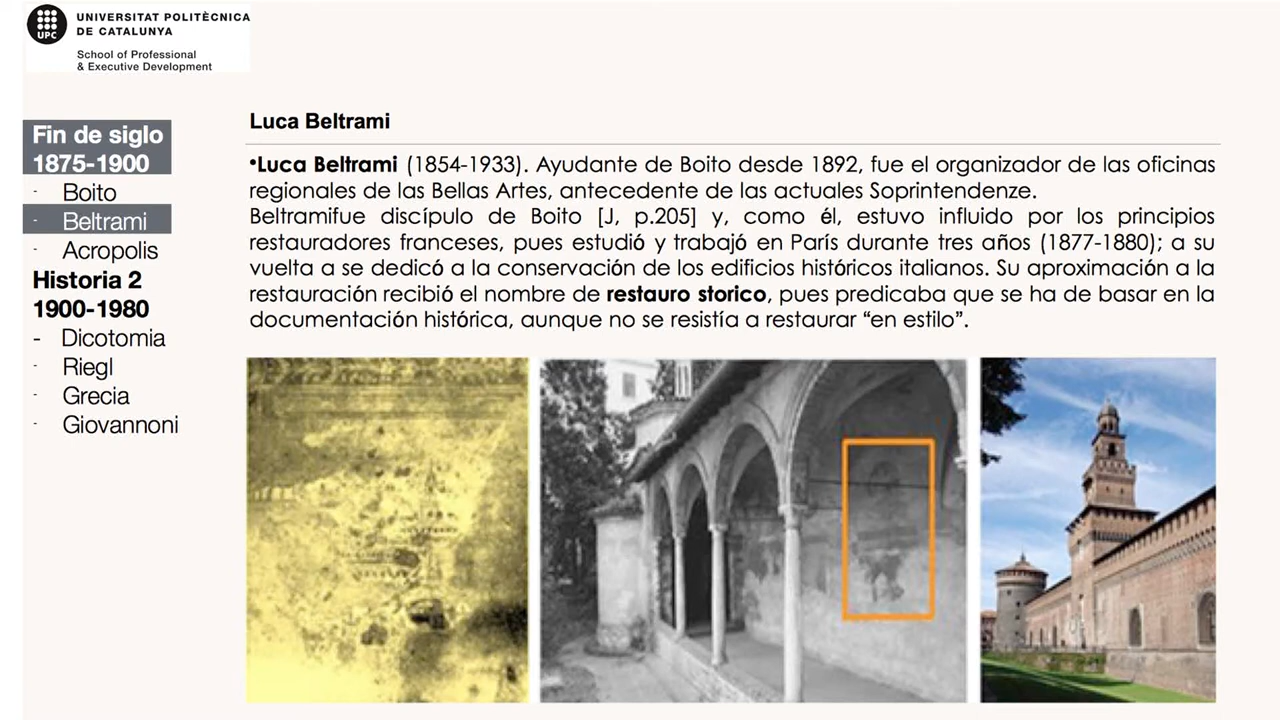 UNIVERSITAT POLITÈCNICA
DE CATALUNYA
UPC
School of Professional
& Executive Development
Fin de siglo
1875-1900
- Boito
- Beltrami
- Acropolis
Historia 2
1900-1980
- Dicotomia
- Riegl
- Grecia
- Giovannoni
Luca Beltrami
•Luca Beltrami (1854-1933). Ayudante de Boito desde 1892, fue el organizador de las oficinas
regionales de las Bellas Artes, antecedente de las actuales Soprintendenze.
Beltramifue discípulo de Boito [J, p.205] y, como él, estuvo influido por los principios
restauradores franceses, pues estudió y trabajó en París durante tres años (1877-1880); a su
vuelta a se dedicó a la conservación de los edificios históricos italianos. Su aproximación a la
restauración recibió el nombre de restauro storico, pues predicaba que se ha de basar en la
documentación histórica, aunque no se resistía a restaurar “en estilo”.